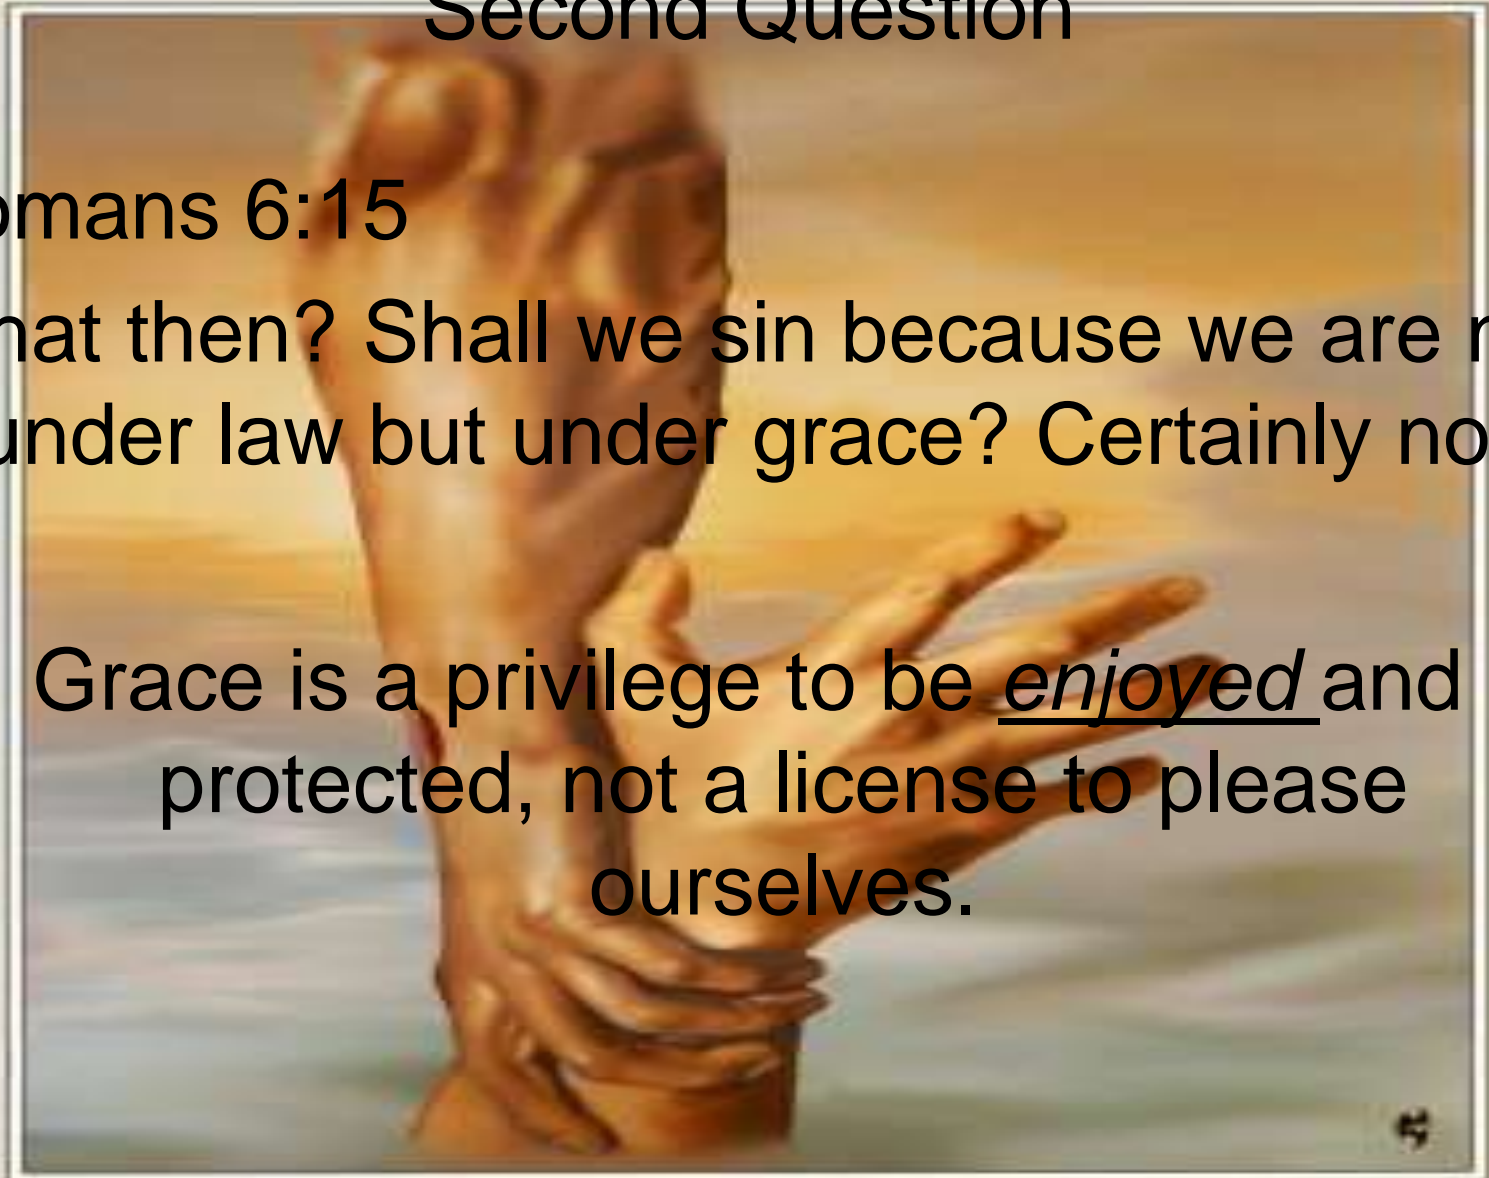 Second Question
omans 6:15
hat then? Shall we sin because we are
under law but under grace? Certainly no
Grace is a privilege to be enjoyed and
protected, not a license to please
ourselves.